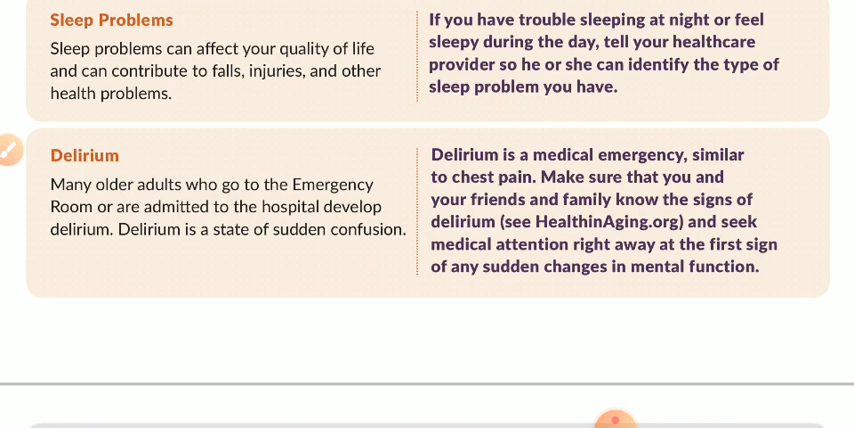 Sleep Problems
Sleep problems can affect your quality of life
and can contribute to falls, injuries, and other
health problems.
If you have trouble sleeping at night or feel
sleepy during the day, tell your healthcare
provider so he or she can identify the type of
sleep problem you have.
Delirium
Many older adults who go to the Emergency
Room or are admitted to the hospital develop
delirium. Delirium is a state of sudden confusion.
Delirium is a medical emergency, similar
to chest pain. Make sure that you and
your friends and family know the signs of
delirium (see HealthinAging.org) and seek
medical attention right away at the first sign
of any sudden changes in mental function.